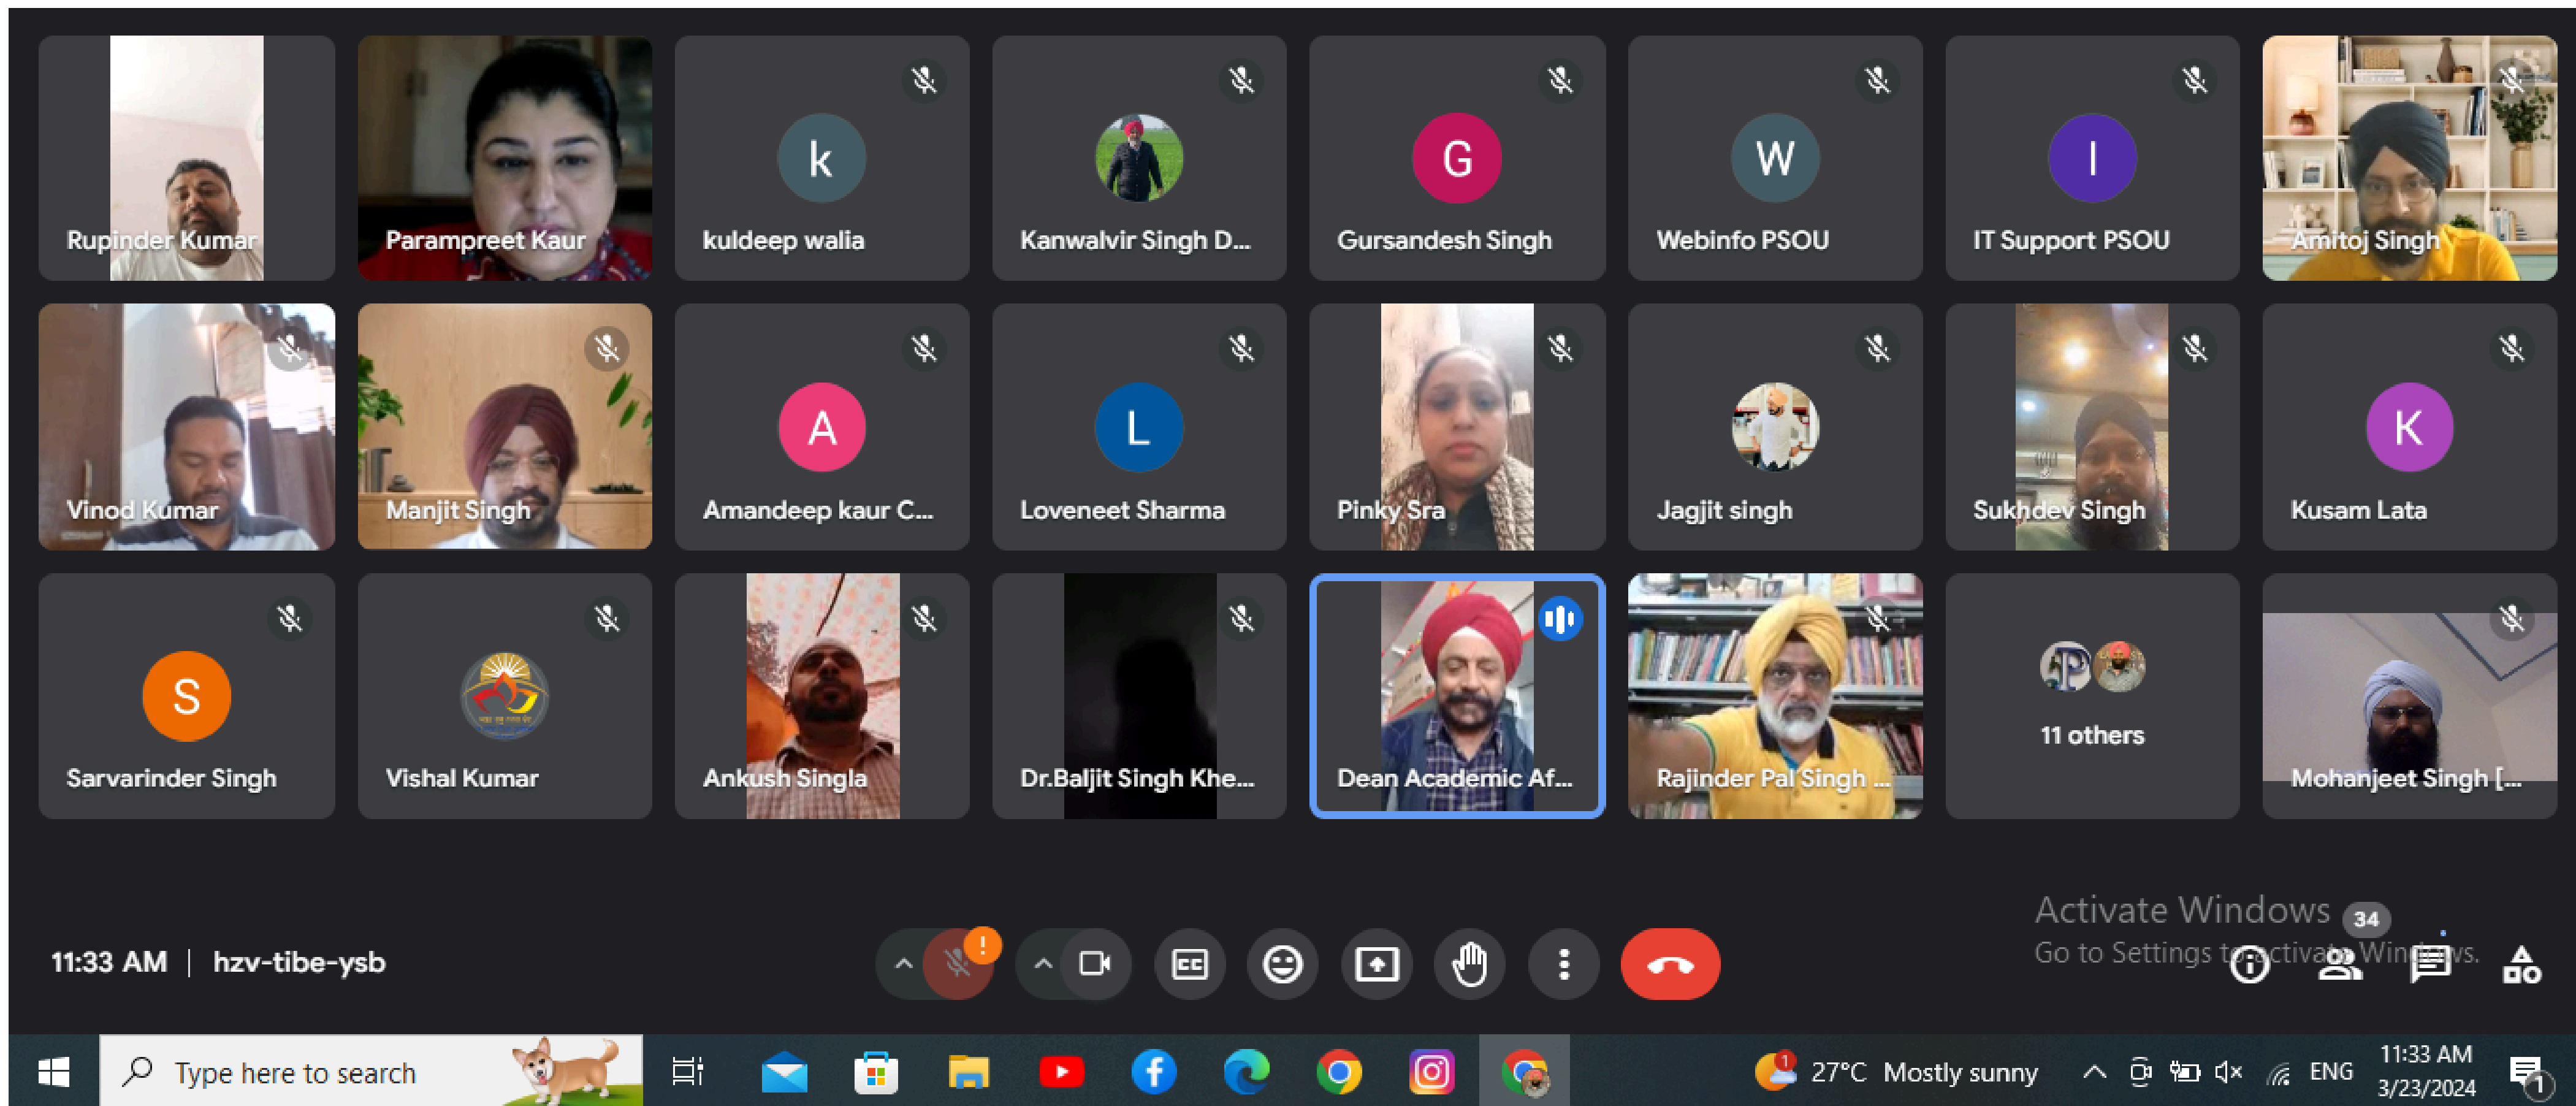 Rupinder Kumar
Parampreet Kaur
k
kuldeep walia
Kanwalvir Singh D...
G
Gursandesh Singh
W
Webinfo PSOU
I
IT Support PSOU
Amitoj Singh
Vinod Kumar
Manjit Singh
A
Amandeep kaur C...
L
Loveneet Sharma
Pinky Sra
Jagjit singh
Sukhdev Singh
K
Kusam Lata
S
Sarvarinder Singh
Vishal Kumar
Ankush Singla
Dr.Baljit Singh Khe...
Dean Academic Af...
Rajinder Pal Singh ...
P
11 others
Mohanjeet Singh [...
Activate Windows
34
Go to Settings to activate Windows.
11:33 AM | hzv-tibe-ysb
CC
Type here to search
1
27°C Mostly sunny
ENG
11:33 AM
3/23/2024
1